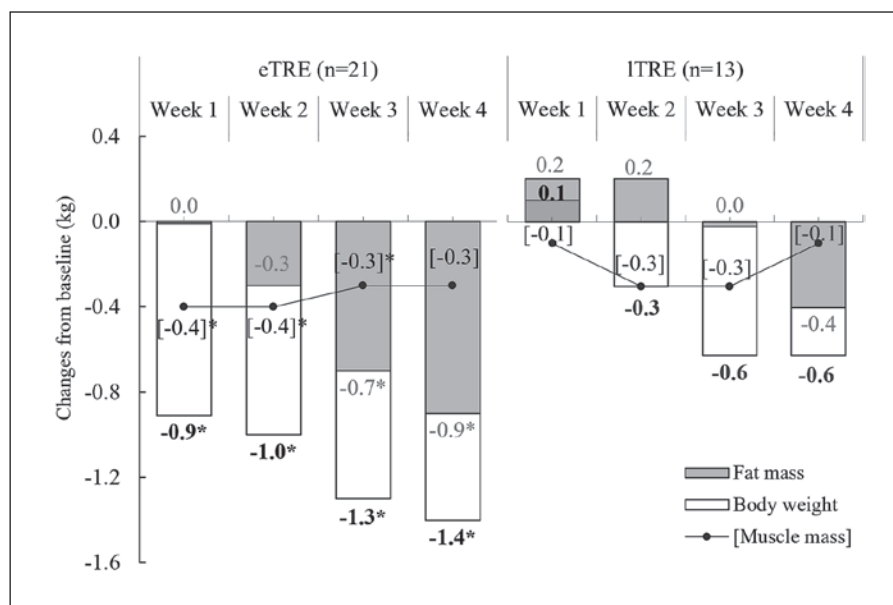 eTRE (n=21)
lTRE (n=13)
Week 1
Week 2
Week 3
Week 4
Week 1
Week 2
Week 3
Week 4
Changes from baseline (kg)
0.4
0.0
-0.4
-0.8
-1.2
-1.6
0.0
[-0.4]*
-0.9*
-0.3
[-0.4]*
-1.0*
[-0.3]*
-0.7*
-1.3*
[-0.3]
-0.9*
-1.4*
0.2
0.1
[-0.1]
0.2
[-0.3]
-0.3
0.0
[-0.3]
-0.6
[-0.1]
-0.4
-0.6
Fat mass
Body weight
[Muscle mass]